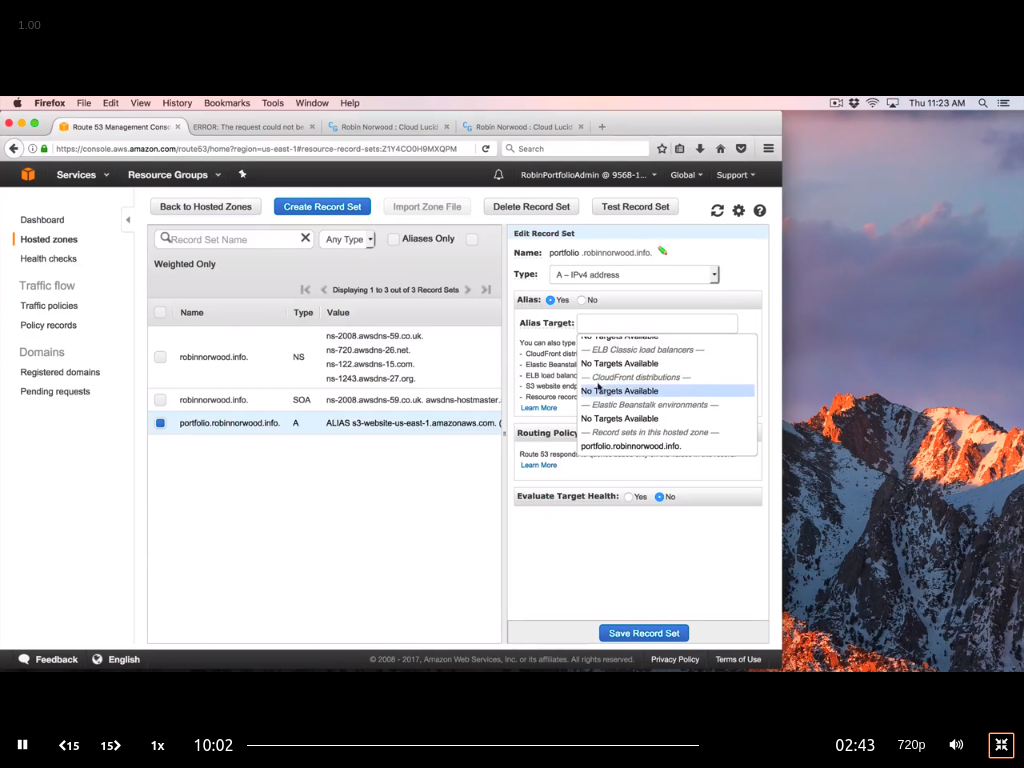 1.00
Firefox File Edit View History Bookmarks Tools Window Help
Thu 11:23 AM
Route 53 Management Cons
ERROR: The request could not be
Robin Norwood : Cloud Luckl
Robin Norwood : Cloud Luckl
https://console.aws.amazon.com/route53/home?region=us-east-1#resource-record-sets:Z1Y4CO0H9MXQPM
Search
Services
Resource Groups
RobinPortfolioAdmin @ 9568-1...
Global
Support
Dashboard
Hosted zones
Health checks
Traffic flow
Traffic policies
Policy records
Domains
Registered domains
Pending requests
Back to Hosted Zones
Create Record Set
Import Zone File
Delete Record Set
Test Record Set
Record Set Name
Any Type
Aliases Only
Weighted Only
Displaying 1 to 3 out of 3 Record Sets
Name Type Value
robinnorwood.info. NS
ns-2008.awsdns-59.co.uk.
ns-720.awsdns-26.net.
ns-122.awsdns-15.com.
ns-1243.awsdns-27.org.
robinnorwood.info. SOA ns-2008.awsdns-59.co.uk. awsdns-hostmaster.
portfolio.robinnorwood.info. A ALIAS s3-website-us-east-1.amazonaws.com. (
Edit Record Set
Name: portfolio .robinnorwood.info.
Type: A – IPv4 address
Alias: Yes No
Alias Target:
You can also type
- CloudFront distr
- Elastic Beanstal
- ELB load balanc
- S3 website endp
- Resource recor
Learn More
No Targets Available
— ELB Classic load balancers —
No Targets Available
— CloudFront distributions —
No Targets Available
— Elastic Beanstalk environments —
No Targets Available
— Record sets in this hosted zone —
portfolio.robinnorwood.info.
Routing Policy
Route 53 respond
Learn More
Evaluate Target Health: Yes No
Save Record Set
Feedback
English
© 2008 - 2017, Amazon Web Services, Inc. or its affiliates. All rights reserved.
Privacy Policy
Terms of Use
15
15
1x
10:02
02:43
720p